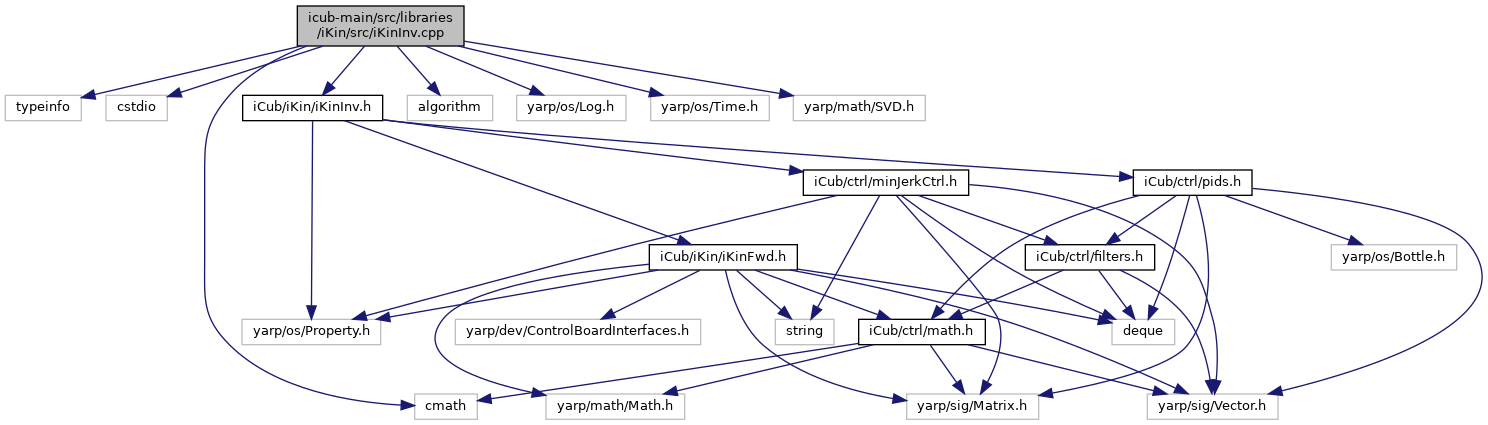 icub-main/src/libraries
/iKin/src/iKinInv.cpp
typeinfo
cstdio
iCub/iKin/iKinInv.h
algorithm
yarp/os/Log.h
yarp/os/Time.h
yarp/math/SVD.h
iCub/ctrl/minJerkCtrl.h
iCub/ctrl/pids.h
iCub/iKin/iKinFwd.h
iCub/ctrl/filters.h
yarp/os/Bottle.h
yarp/os/Property.h
yarp/dev/ControlBoardInterfaces.h
string
iCub/ctrl/math.h
deque
cmath
yarp/math/Math.h
yarp/sig/Matrix.h
yarp/sig/Vector.h